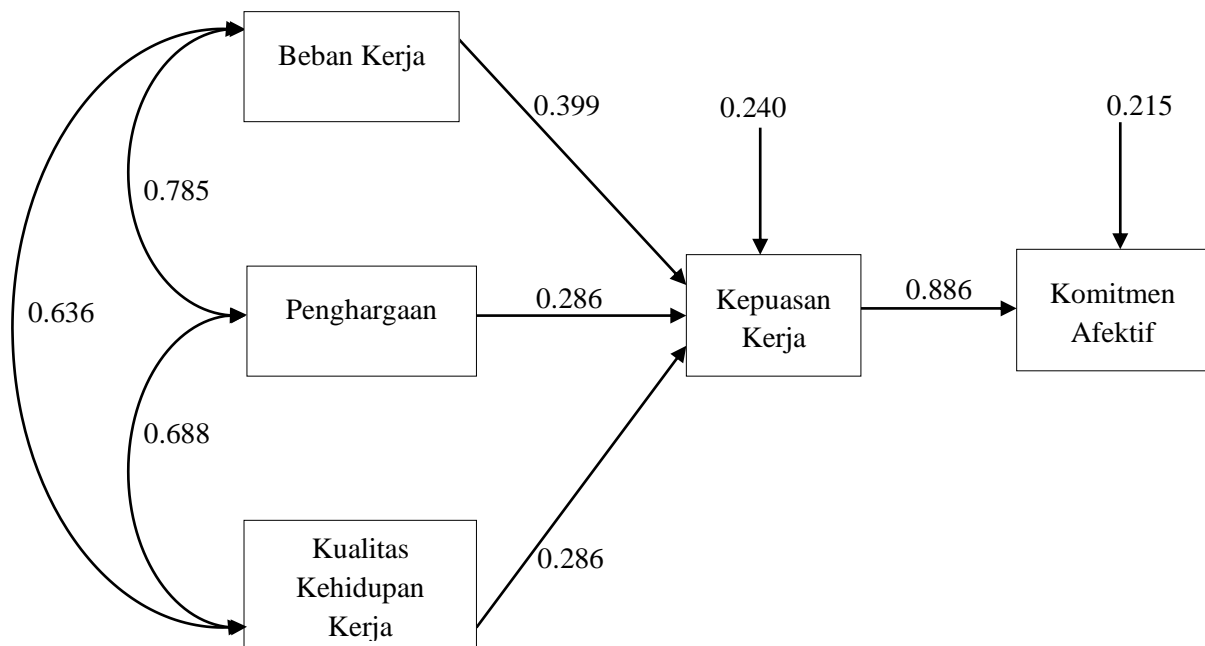 Beban Kerja
0.399
0.240
0.215
0.785
0.636
Penghargaan
0.286
Kepuasan
Kerja
0.886
Komitmen
Afektif
0.688
Kualitas
Kehidupan
Kerja
0.286